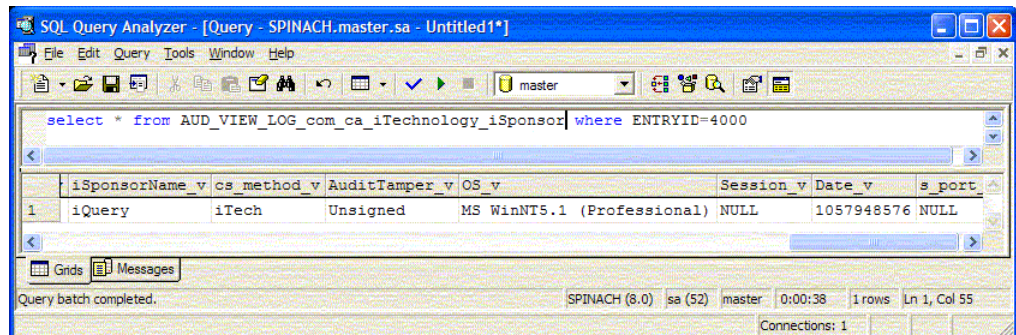 SQL Query Analyzer - [Query - SPINACH.master.sa - Untitled1*]
File Edit Query Tools Window Help
master
select * from AUD_VIEW_LOG_com_ca_iTechnology_iSponsor where ENTRYID=4000
iSponsorName_v cs_method_v AuditTamper_v OS_v Session_v Date_v s_port_
1 iQuery iTech Unsigned MS WinNT5.1 (Professional) NULL 1057948576 NULL
Grids Messages
Query batch completed. SPINACH (8.0) sa (52) master 0:00:38 1 rows Ln 1, Col 55
Connections: 1